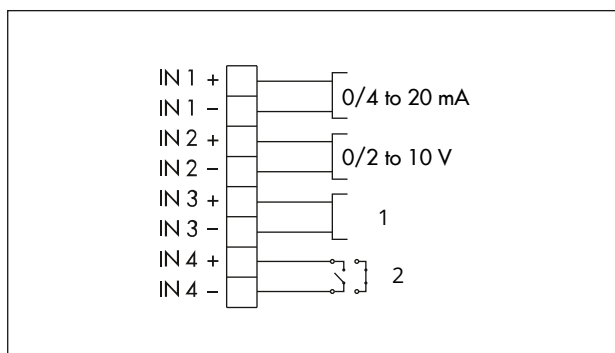 IN 1 +
0/4 to 20 mA
IN 1 –
IN 2 +
0/2 to 10 V
IN 2 –
IN 3 +
1
IN 3 –
IN 4 +
2
IN 4 –